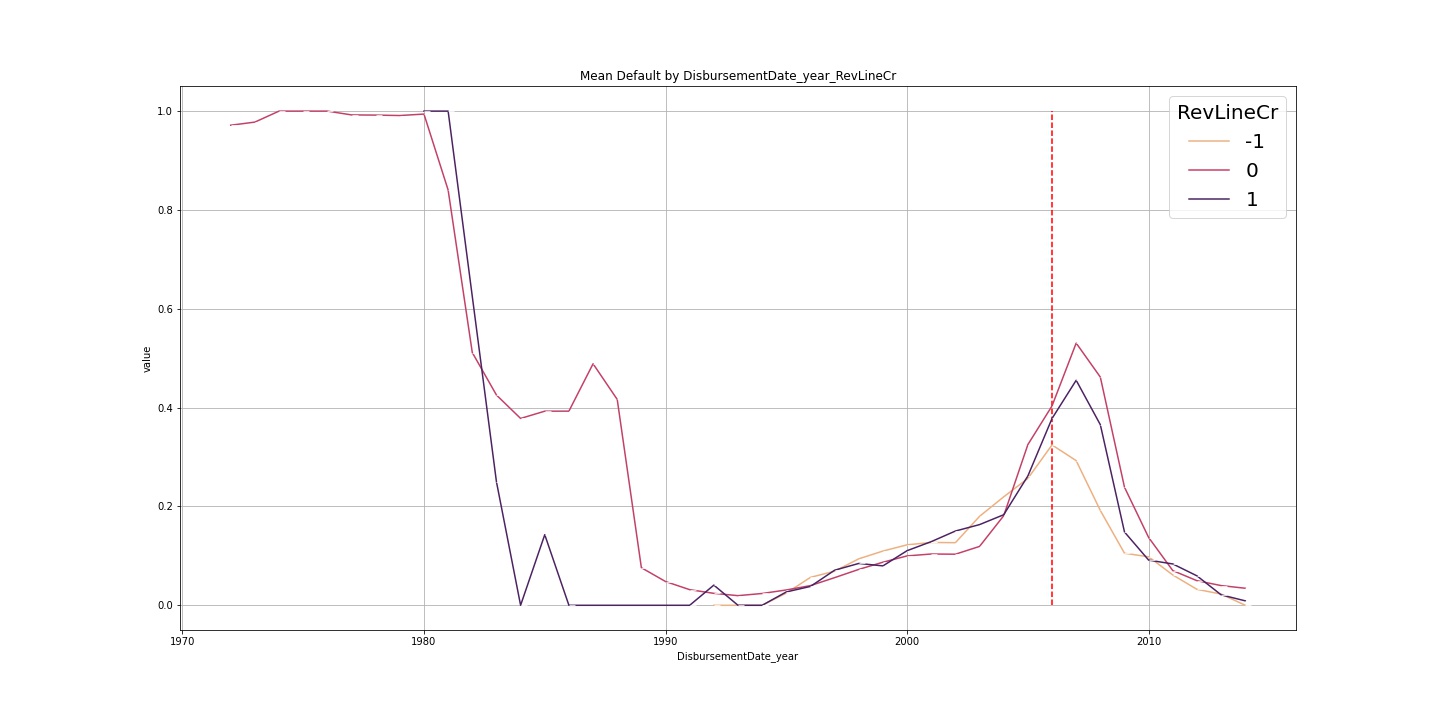 Mean Default by DisbursementDate_year_RevLineCr
RevLineCr
-1
0
1
value
1.0
0.8
0.6
0.4
0.2
0.0
1970 1980 1990 2000 2010
DisbursementDate_year